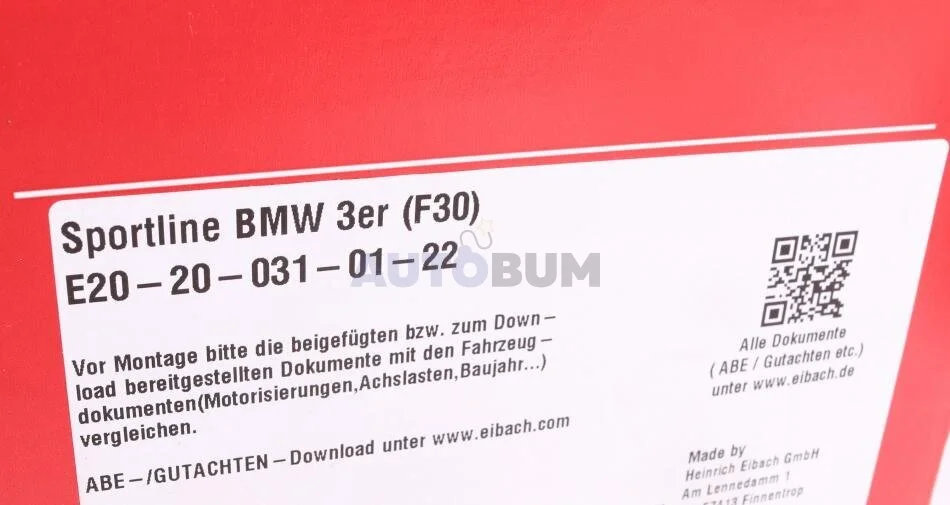 Sportline BMW 3er (F30)
E20-20-031-01-22
AUTOBUM
Vor Montage bitte die beigefügten bzw. zum Down-
load bereitgestellten Dokumente mit den Fahrzeug-
dokumenten(Motorisierungen,Achslasten,Baujahr...)
vergleichen.
ABE-/GUTACHTEN-Download unter www.eibach.com
Alle Dokumente
(ABE / Gutachten etc.)
unter www.eibach.de
Made by
Heinrich Eibach GmbH
Am Lennedamm 1
57413 Finnentrop